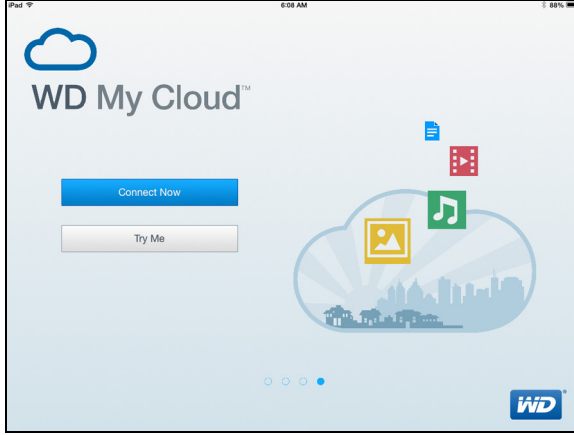 iPad 6:08 AM 88%
WD My Cloud™
Connect Now
Try Me
WD®